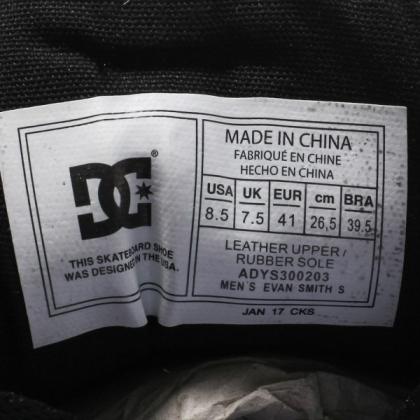 DC®
THIS SKATEBOARD SHOE
WAS DESIGNED IN THE USA.
MADE IN CHINA
FABRIQUÉ EN CHINE
HECHO EN CHINA
USA UK EUR cm BRA
8.5 7.5 41 26,5 39.5
LEATHER UPPER /
RUBBER SOLE
ADYS300203
MEN'S EVAN SMITH S
JAN 17 CKS